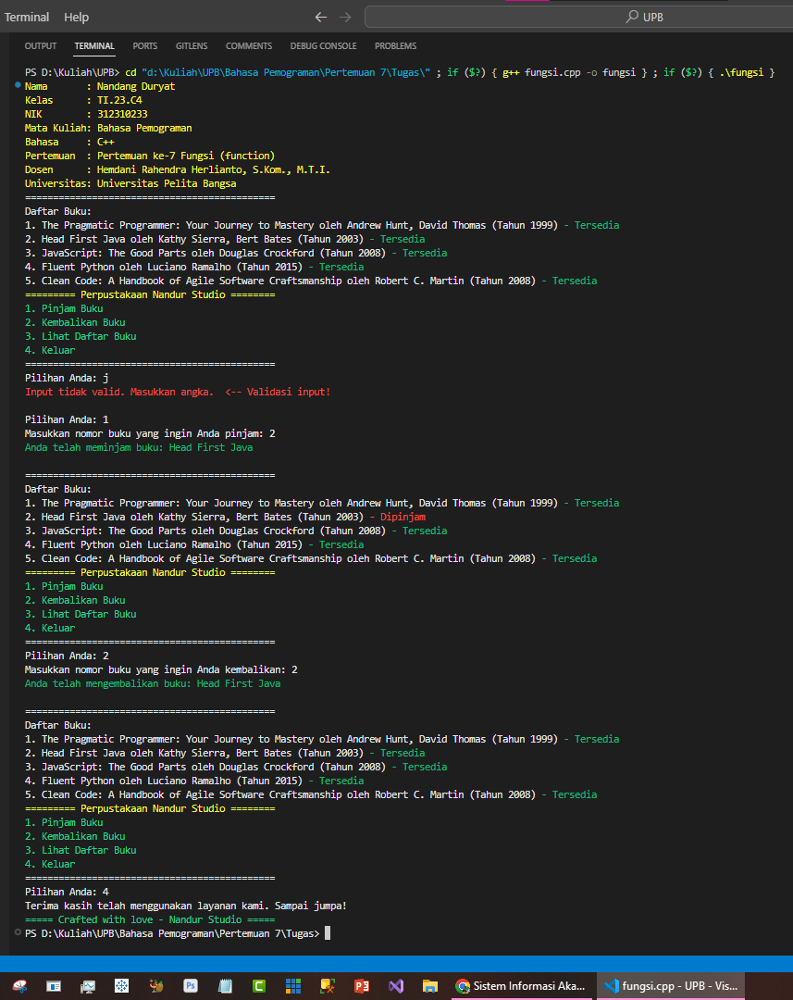 Terminal Help
UPB
OUTPUT TERMINAL PORTS GITLENS COMMENTS DEBUG CONSOLE PROBLEMS
PS D:\Kuliah\UPB> cd "d:\Kuliah\UPB\Bahasa Pemograman\Pertemuan 7\Tugas\" ; if ($?) { g++ fungsi.cpp -o fungsi } ; if ($?) { .\fungsi }
Nama       : Nandang Duryat
Kelas      : TI.23.C4
NIK        : 312310233
Mata Kuliah: Bahasa Pemograman
Bahasa     : C++
Pertemuan  : Pertemuan ke-7 Fungsi (function)
Dosen      : Hemdani Rahendra Herlianto, S.Kom., M.T.I.
Universitas: Universitas Pelita Bangsa
=============================================
Daftar Buku:
1. The Pragmatic Programmer: Your Journey to Mastery oleh Andrew Hunt, David Thomas (Tahun 1999) - Tersedia
2. Head First Java oleh Kathy Sierra, Bert Bates (Tahun 2003) - Tersedia
3. JavaScript: The Good Parts oleh Douglas Crockford (Tahun 2008) - Tersedia
4. Fluent Python oleh Luciano Ramalho (Tahun 2015) - Tersedia
5. Clean Code: A Handbook of Agile Software Craftsmanship oleh Robert C. Martin (Tahun 2008) - Tersedia
========= Perpustakaan Nandur Studio ========
1. Pinjam Buku
2. Kembalikan Buku
3. Lihat Daftar Buku
4. Keluar
=============================================
Pilihan Anda: j
Input tidak valid. Masukkan angka.  <-- Validasi input!
Pilihan Anda: 1
Masukkan nomor buku yang ingin Anda pinjam: 2
Anda telah meminjam buku: Head First Java
=============================================
Daftar Buku:
1. The Pragmatic Programmer: Your Journey to Mastery oleh Andrew Hunt, David Thomas (Tahun 1999) - Tersedia
2. Head First Java oleh Kathy Sierra, Bert Bates (Tahun 2003) - Dipinjam
3. JavaScript: The Good Parts oleh Douglas Crockford (Tahun 2008) - Tersedia
4. Fluent Python oleh Luciano Ramalho (Tahun 2015) - Tersedia
5. Clean Code: A Handbook of Agile Software Craftsmanship oleh Robert C. Martin (Tahun 2008) - Tersedia
========= Perpustakaan Nandur Studio ========
1. Pinjam Buku
2. Kembalikan Buku
3. Lihat Daftar Buku
4. Keluar
=============================================
Pilihan Anda: 2
Masukkan nomor buku yang ingin Anda kembalikan: 2
Anda telah mengembalikan buku: Head First Java
=============================================
Daftar Buku:
1. The Pragmatic Programmer: Your Journey to Mastery oleh Andrew Hunt, David Thomas (Tahun 1999) - Tersedia
2. Head First Java oleh Kathy Sierra, Bert Bates (Tahun 2003) - Tersedia
3. JavaScript: The Good Parts oleh Douglas Crockford (Tahun 2008) - Tersedia
4. Fluent Python oleh Luciano Ramalho (Tahun 2015) - Tersedia
5. Clean Code: A Handbook of Agile Software Craftsmanship oleh Robert C. Martin (Tahun 2008) - Tersedia
========= Perpustakaan Nandur Studio ========
1. Pinjam Buku
2. Kembalikan Buku
3. Lihat Daftar Buku
4. Keluar
=============================================
Pilihan Anda: 4
Terima kasih telah menggunakan layanan kami. Sampai jumpa!
===== Crafted with love - Nandur Studio =====
PS D:\Kuliah\UPB\Bahasa Pemograman\Pertemuan 7\Tugas>
Sistem Informasi Aka... fungsi.cpp - UPB - Vis...